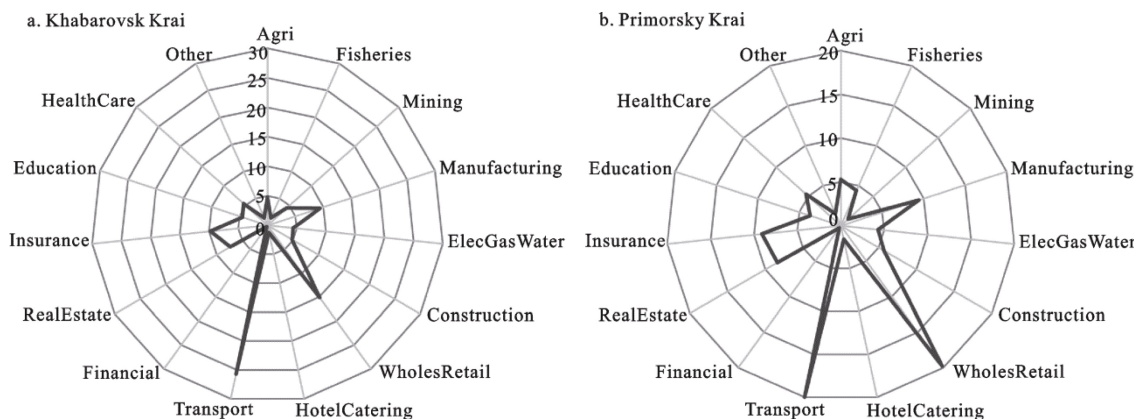 a. Khabarovsk Krai
Agri
Fisheries
Mining
Manufacturing
ElecGasWater
Construction
WholesRetail
HotelCatering
Transport
Financial
RealEstate
Insurance
Education
HealthCare
Other
30
25
20
15
10
5
0
b. Primorsky Krai
Agri
Fisheries
Mining
Manufacturing
ElecGasWater
Construction
WholesRetail
HotelCatering
Transport
Financial
RealEstate
Insurance
Education
HealthCare
Other
20
15
10
5
0